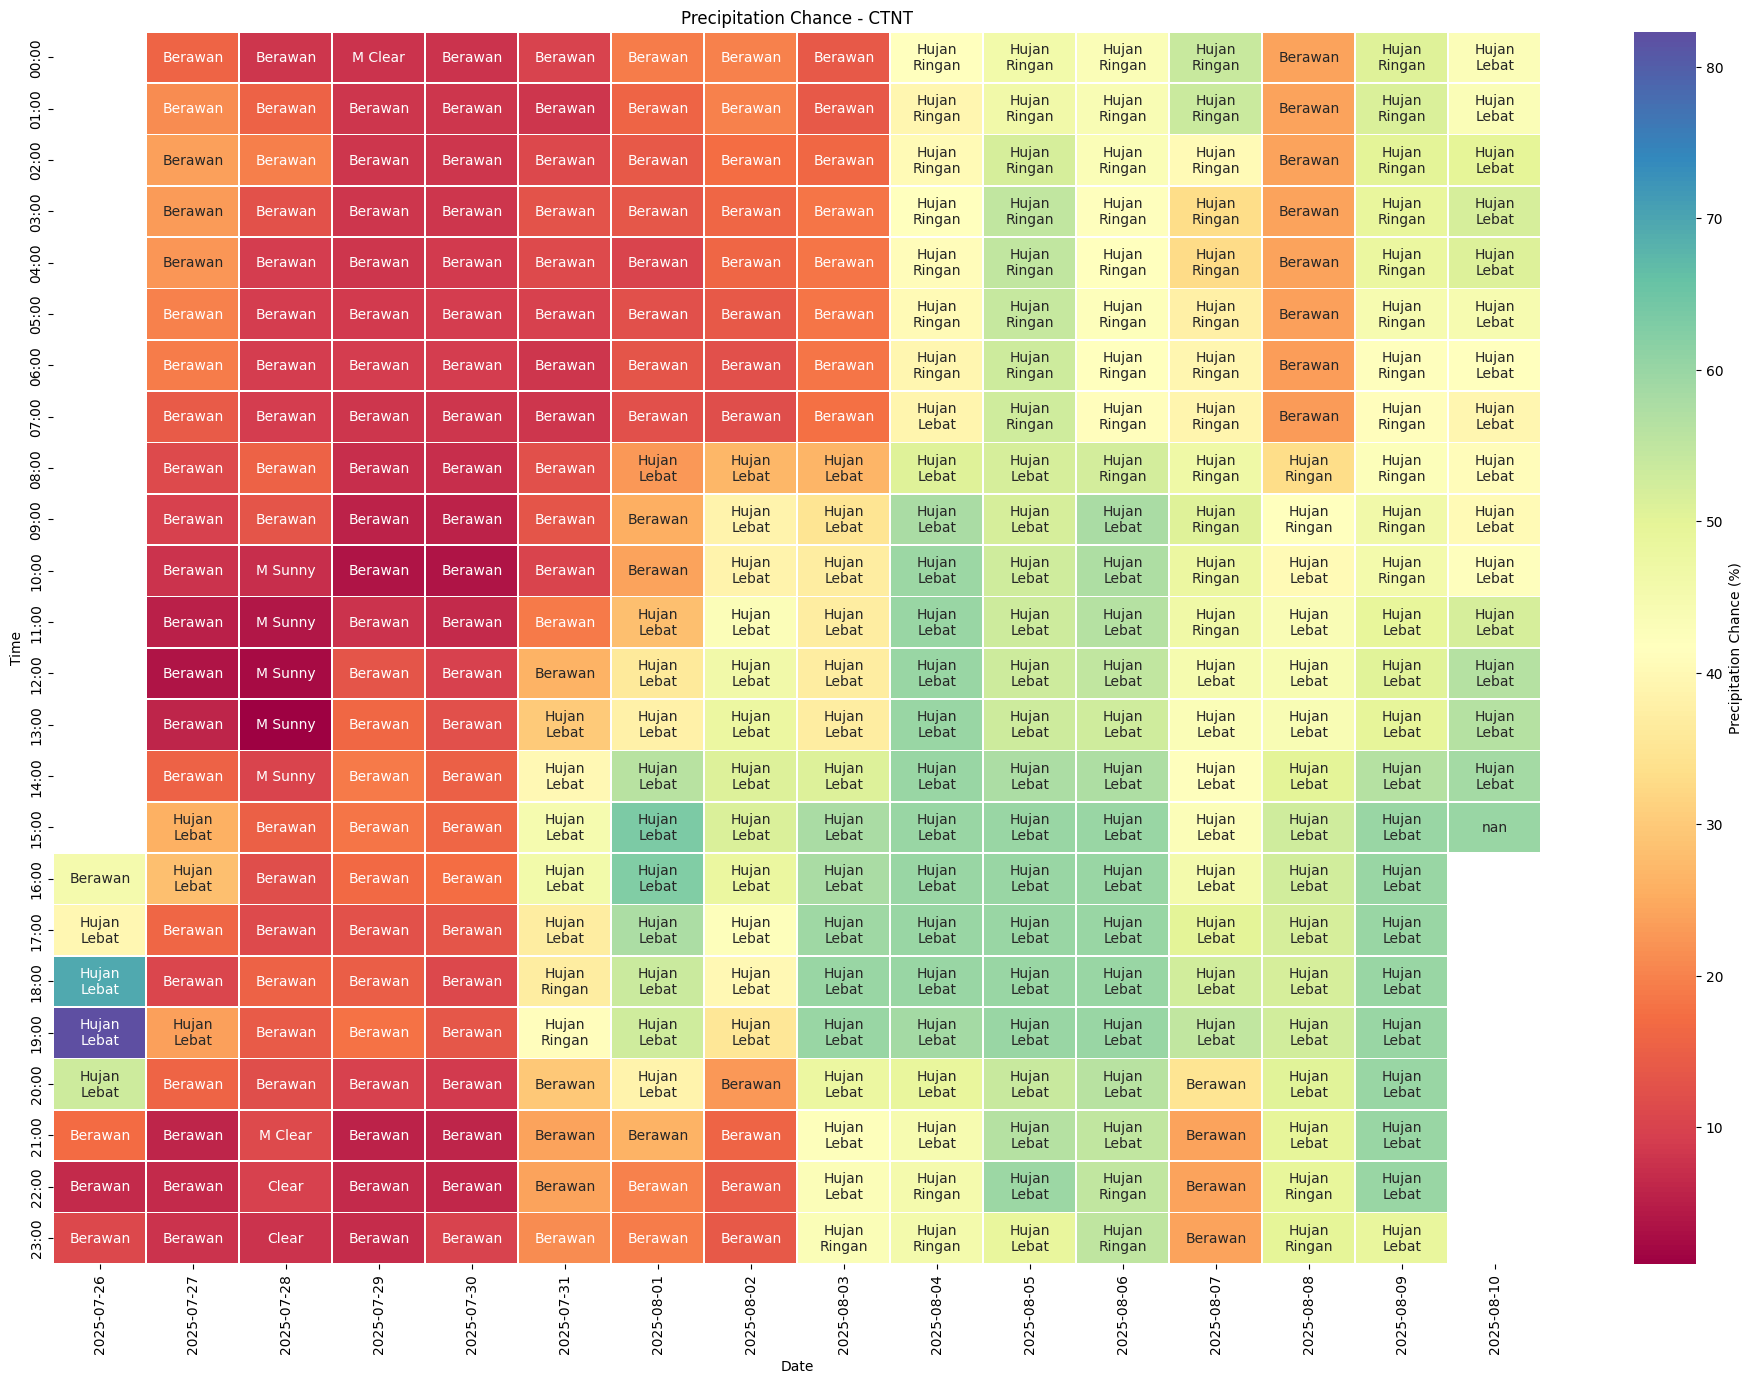 Precipitation Chance - CTNT
00:00 Berawan Berawan M Clear Berawan Berawan Berawan Berawan Berawan Hujan Ringan Hujan Ringan Hujan Ringan Hujan Ringan Berawan Hujan Ringan Hujan Lebat
01:00 Berawan Berawan Berawan Berawan Berawan Berawan Berawan Berawan Hujan Ringan Hujan Ringan Hujan Ringan Hujan Ringan Berawan Hujan Ringan Hujan Lebat
02:00 Berawan Berawan Berawan Berawan Berawan Berawan Berawan Berawan Hujan Ringan Hujan Ringan Hujan Ringan Hujan Ringan Berawan Hujan Ringan Hujan Lebat
03:00 Berawan Berawan Berawan Berawan Berawan Berawan Berawan Berawan Hujan Ringan Hujan Ringan Hujan Ringan Hujan Ringan Berawan Hujan Ringan Hujan Lebat
04:00 Berawan Berawan Berawan Berawan Berawan Berawan Berawan Berawan Hujan Ringan Hujan Ringan Hujan Ringan Hujan Ringan Berawan Hujan Ringan Hujan Lebat
05:00 Berawan Berawan Berawan Berawan Berawan Berawan Berawan Berawan Hujan Ringan Hujan Ringan Hujan Ringan Hujan Ringan Berawan Hujan Ringan Hujan Lebat
06:00 Berawan Berawan Berawan Berawan Berawan Berawan Berawan Berawan Hujan Ringan Hujan Ringan Hujan Ringan Hujan Ringan Berawan Hujan Ringan Hujan Lebat
07:00 Berawan Berawan Berawan Berawan Berawan Berawan Berawan Berawan Hujan Lebat Hujan Ringan Hujan Ringan Hujan Ringan Berawan Hujan Ringan Hujan Lebat
08:00 Berawan Berawan Berawan Berawan Berawan Hujan Lebat Hujan Lebat Hujan Lebat Hujan Lebat Hujan Lebat Hujan Ringan Hujan Ringan Hujan Ringan Hujan Ringan Hujan Lebat
09:00 Berawan Berawan Berawan Berawan Berawan Berawan Hujan Lebat Hujan Lebat Hujan Lebat Hujan Lebat Hujan Lebat Hujan Ringan Hujan Ringan Hujan Ringan Hujan Lebat
10:00 Berawan M Sunny Berawan Berawan Berawan Berawan Hujan Lebat Hujan Lebat Hujan Lebat Hujan Lebat Hujan Lebat Hujan Ringan Hujan Lebat Hujan Ringan Hujan Lebat
11:00 Berawan M Sunny Berawan Berawan Berawan Hujan Lebat Hujan Lebat Hujan Lebat Hujan Lebat Hujan Lebat Hujan Lebat Hujan Ringan Hujan Lebat Hujan Lebat Hujan Lebat
12:00 Berawan M Sunny Berawan Berawan Berawan Hujan Lebat Hujan Lebat Hujan Lebat Hujan Lebat Hujan Lebat Hujan Lebat Hujan Lebat Hujan Lebat Hujan Lebat Hujan Lebat
13:00 Berawan M Sunny Berawan Berawan Hujan Lebat Hujan Lebat Hujan Lebat Hujan Lebat Hujan Lebat Hujan Lebat Hujan Lebat Hujan Lebat Hujan Lebat Hujan Lebat Hujan Lebat
14:00 Berawan M Sunny Berawan Berawan Hujan Lebat Hujan Lebat Hujan Lebat Hujan Lebat Hujan Lebat Hujan Lebat Hujan Lebat Hujan Lebat Hujan Lebat Hujan Lebat Hujan Lebat
15:00 Hujan Lebat Berawan Berawan Berawan Hujan Lebat Hujan Lebat Hujan Lebat Hujan Lebat Hujan Lebat Hujan Lebat Hujan Lebat Hujan Lebat Hujan Lebat Hujan Lebat nan
16:00 Berawan Hujan Lebat Berawan Berawan Berawan Hujan Lebat Hujan Lebat Hujan Lebat Hujan Lebat Hujan Lebat Hujan Lebat Hujan Lebat Hujan Lebat Hujan Lebat Hujan Lebat
17:00 Hujan Lebat Berawan Berawan Berawan Berawan Hujan Lebat Hujan Lebat Hujan Lebat Hujan Lebat Hujan Lebat Hujan Lebat Hujan Lebat Hujan Lebat Hujan Lebat Hujan Lebat
18:00 Hujan Lebat Berawan Berawan Berawan Berawan Hujan Ringan Hujan Lebat Hujan Lebat Hujan Lebat Hujan Lebat Hujan Lebat Hujan Lebat Hujan Lebat Hujan Lebat Hujan Lebat
19:00 Hujan Lebat Hujan Lebat Berawan Berawan Berawan Hujan Ringan Hujan Lebat Hujan Lebat Hujan Lebat Hujan Lebat Hujan Lebat Hujan Lebat Hujan Lebat Hujan Lebat Hujan Lebat
20:00 Hujan Lebat Berawan Berawan Berawan Berawan Berawan Hujan Lebat Berawan Hujan Lebat Hujan Lebat Hujan Lebat Hujan Lebat Berawan Hujan Lebat Hujan Lebat
21:00 Berawan Berawan M Clear Berawan Berawan Berawan Berawan Berawan Hujan Lebat Hujan Lebat Hujan Lebat Hujan Lebat Berawan Hujan Lebat Hujan Lebat
22:00 Berawan Berawan Clear Berawan Berawan Berawan Berawan Berawan Hujan Lebat Hujan Ringan Hujan Lebat Hujan Ringan Berawan Hujan Ringan Hujan Lebat
23:00 Berawan Berawan Clear Berawan Berawan Berawan Berawan Berawan Hujan Ringan Hujan Ringan Hujan Lebat Hujan Ringan Berawan Hujan Ringan Hujan Lebat
Time
2025-07-26 2025-07-27 2025-07-28 2025-07-29 2025-07-30 2025-07-31 2025-08-01 2025-08-02 2025-08-03 2025-08-04 2025-08-05 2025-08-06 2025-08-07 2025-08-08 2025-08-09 2025-08-10
Date
80
70
60
50
40
30
20
10
Precipitation Chance (%)